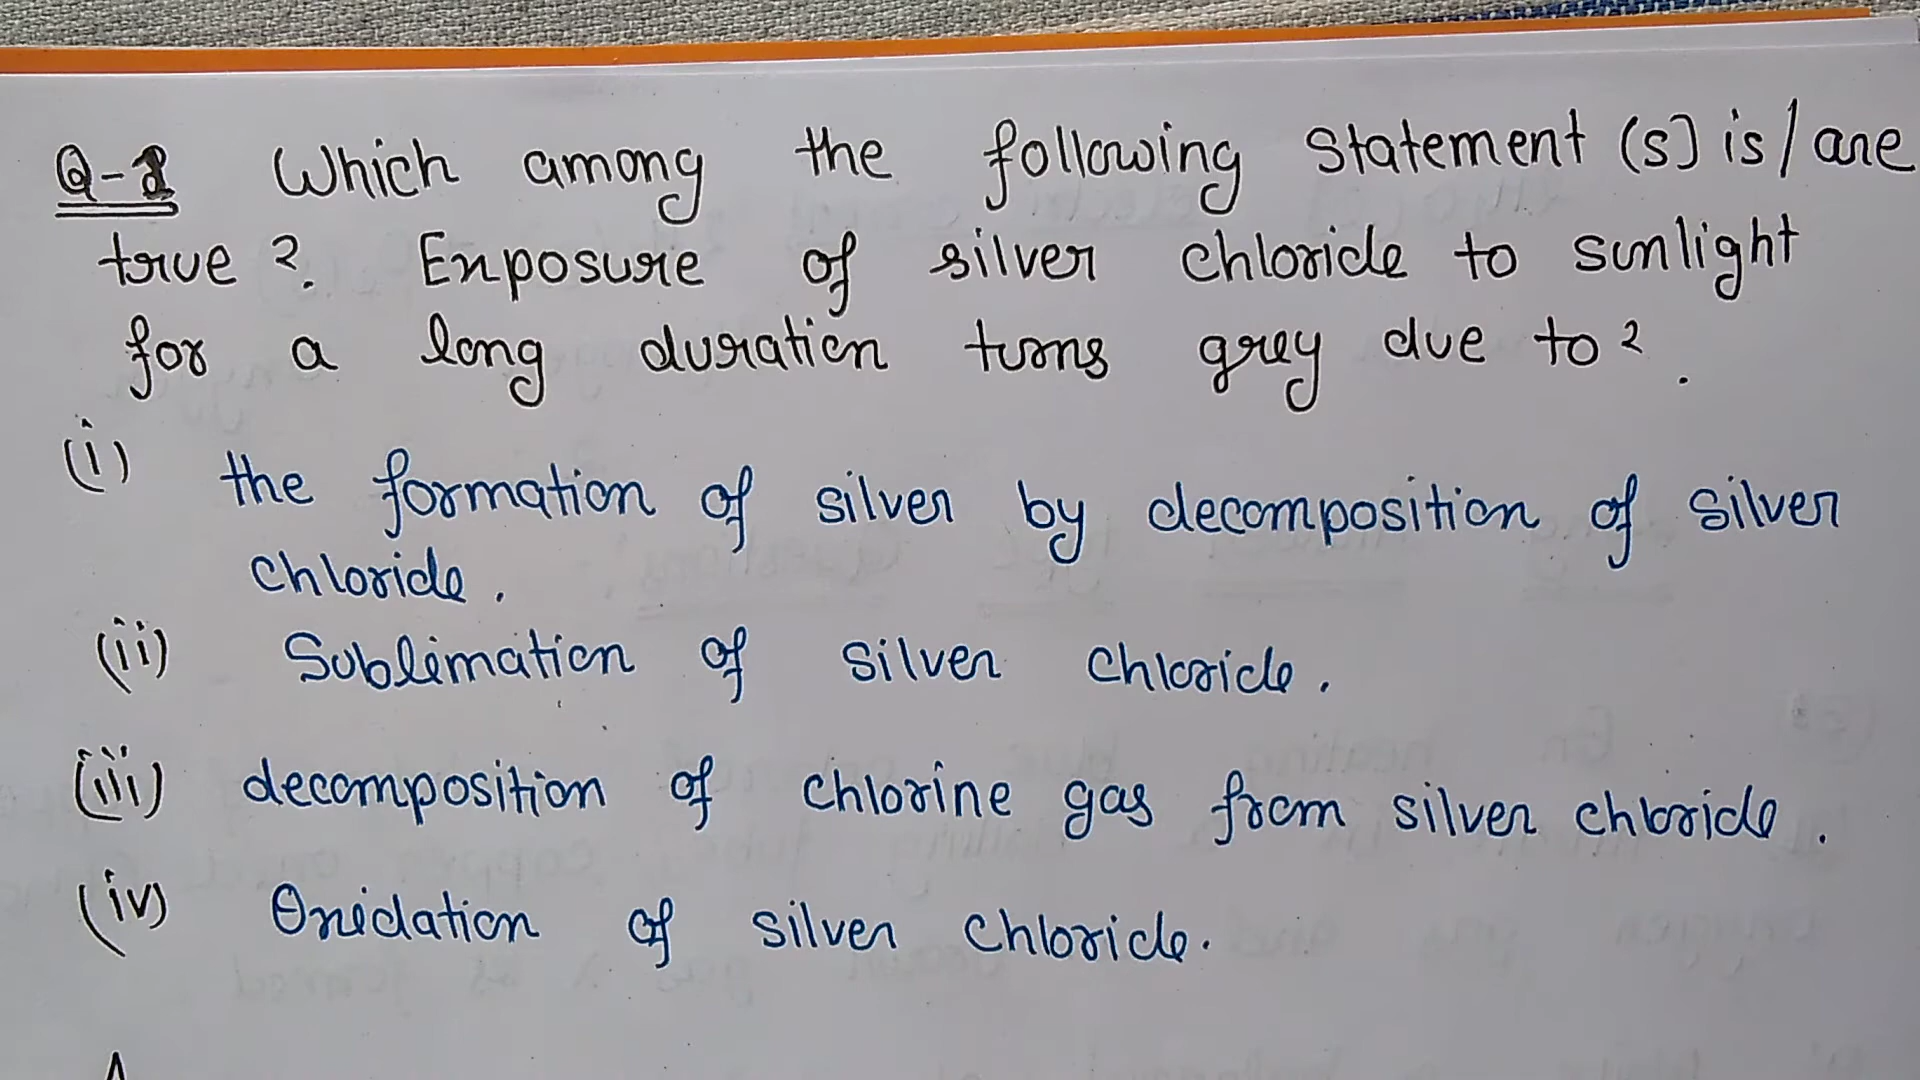 Q-2 Which among the following statement (s) is/are
true ? Exposure of silver chloride to sunlight
for a long duration turns grey due to ?
(i) the formation of silver by decomposition of silver
chloride.
(ii) Sublimation of silver chloride.
(iii) decomposition of chlorine gas from silver chloride.
(iv) Oxidation of silver chloride.